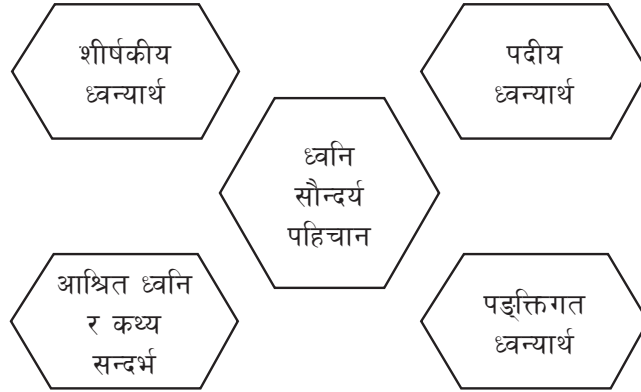 शीर्षकीय
ध्वन्यार्थ
पदीय
ध्वन्यार्थ
ध्वनि
सौन्दर्य
पहिचान
आश्रित ध्वनि
र कथ्य
सन्दर्भ
पङ्क्तिगत
ध्वन्यार्थ